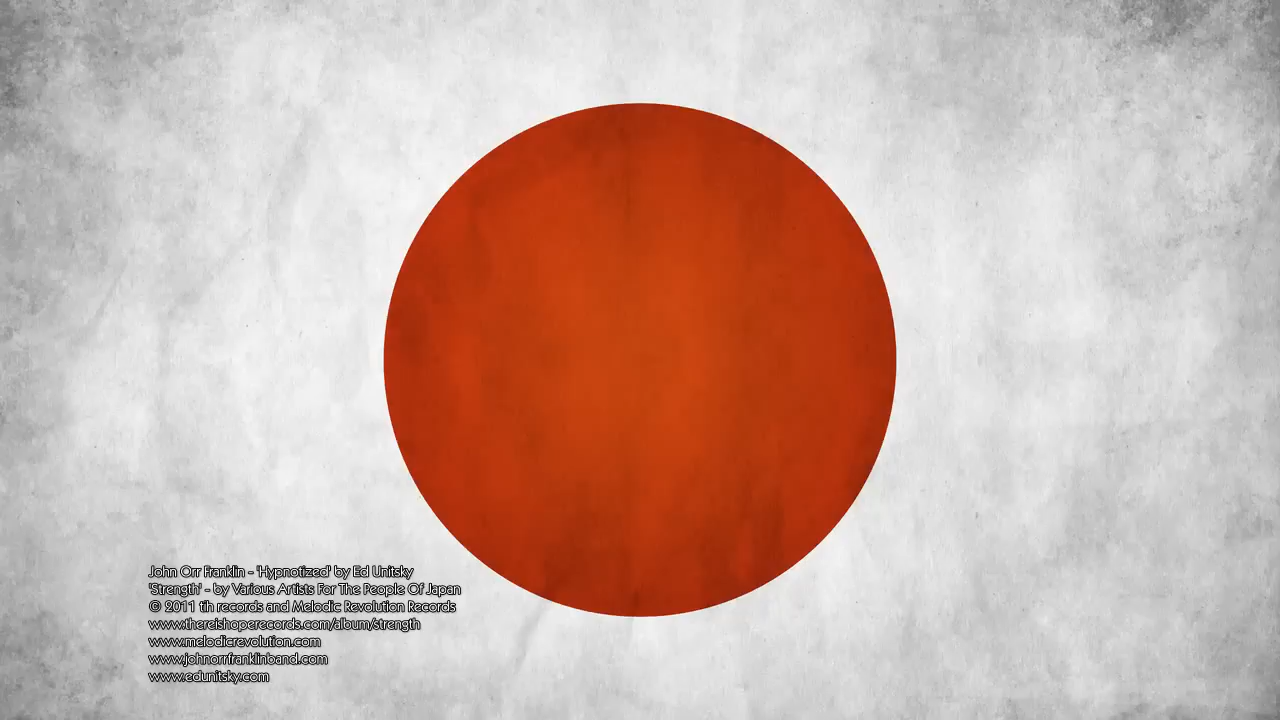 John Orr Franklin - 'Hypnotized' by Ed Unitsky
'Strength' - by Various Artists For The People Of Japan
© 2011 th records and Melodic Revolution Records
www.thereishoperecords.com/album/strength
www.melodicrevolution.com
www.johnorrfranklinband.com
www.edunitsky.com